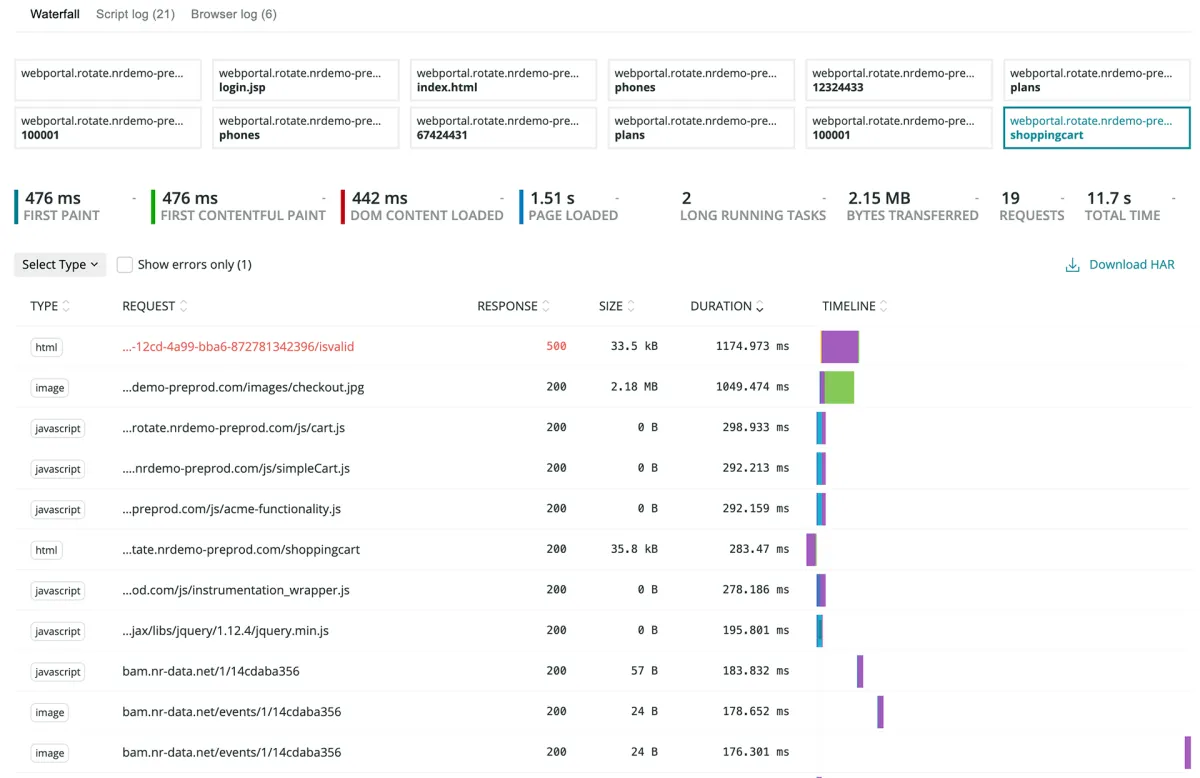 Waterfall Script log (21) Browser log (6)
webportal.rotate.nrdemo-pre... webportal.rotate.nrdemo-pre... webportal.rotate.nrdemo-pre... webportal.rotate.nrdemo-pre... webportal.rotate.nrdemo-pre... webportal.rotate.nrdemo-pre...
login.jsp index.html phones 12324433 plans
webportal.rotate.nrdemo-pre... webportal.rotate.nrdemo-pre... webportal.rotate.nrdemo-pre... webportal.rotate.nrdemo-pre... webportal.rotate.nrdemo-pre... webportal.rotate.nrdemo-pre...
100001 phones 67424431 plans 100001 shoppingcart
476 ms - 476 ms - 442 ms - 1.51 s - 2 - 2.15 MB - 19 - 11.7 s -
FIRST PAINT FIRST CONTENTFUL PAINT DOM CONTENT LOADED PAGE LOADED LONG RUNNING TASKS BYTES TRANSFERRED REQUESTS TOTAL TIME
Select Type Show errors only (1) Download HAR
TYPE REQUEST RESPONSE SIZE DURATION TIMELINE
html ...-12cd-4a99-bba6-872781342396/isvalid 500 33.5 kB 1174.973 ms
image ...demo-preprod.com/images/checkout.jpg 200 2.18 MB 1049.474 ms
javascript ...rotate.nrdemo-preprod.com/js/cart.js 200 0 B 298.933 ms
javascript ....nrdemo-preprod.com/js/simpleCart.js 200 0 B 292.213 ms
javascript ...preprod.com/js/acme-functionality.js 200 0 B 292.159 ms
html ...tate.nrdemo-preprod.com/shoppingcart 200 35.8 kB 283.47 ms
javascript ...od.com/js/instrumentation_wrapper.js 200 0 B 278.186 ms
javascript ...jax/libs/jquery/1.12.4/jquery.min.js 200 0 B 195.801 ms
javascript bam.nr-data.net/1/14cdaba356 200 57 B 183.832 ms
image bam.nr-data.net/events/1/14cdaba356 200 24 B 178.652 ms
image bam.nr-data.net/events/1/14cdaba356 200 24 B 176.301 ms